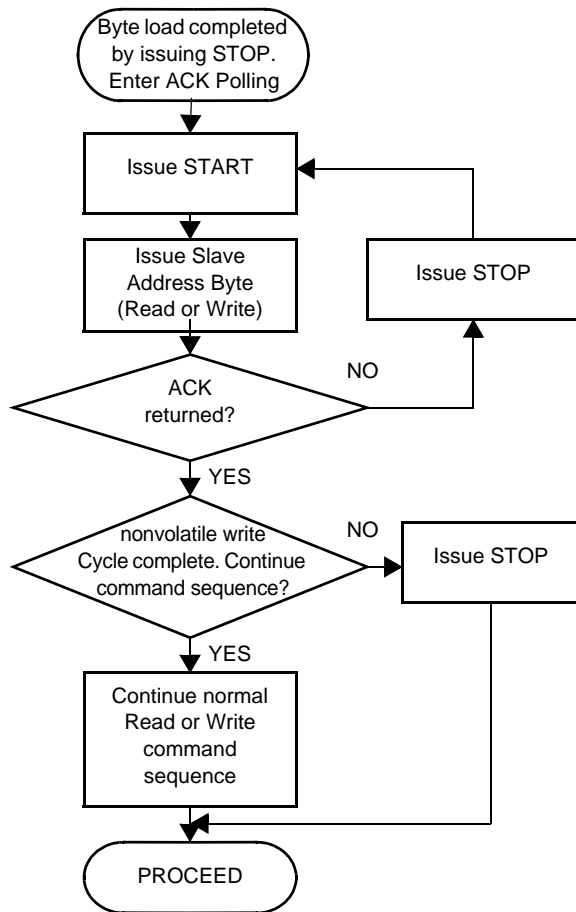 Byte load completed
by issuing STOP.
Enter ACK Polling
Issue START
Issue Slave
Address Byte
(Read or Write)
Issue STOP
ACK
returned?
NO
YES
nonvolatile write
Cycle complete. Continue
command sequence?
NO
Issue STOP
YES
Continue normal
Read or Write
command
sequence
PROCEED